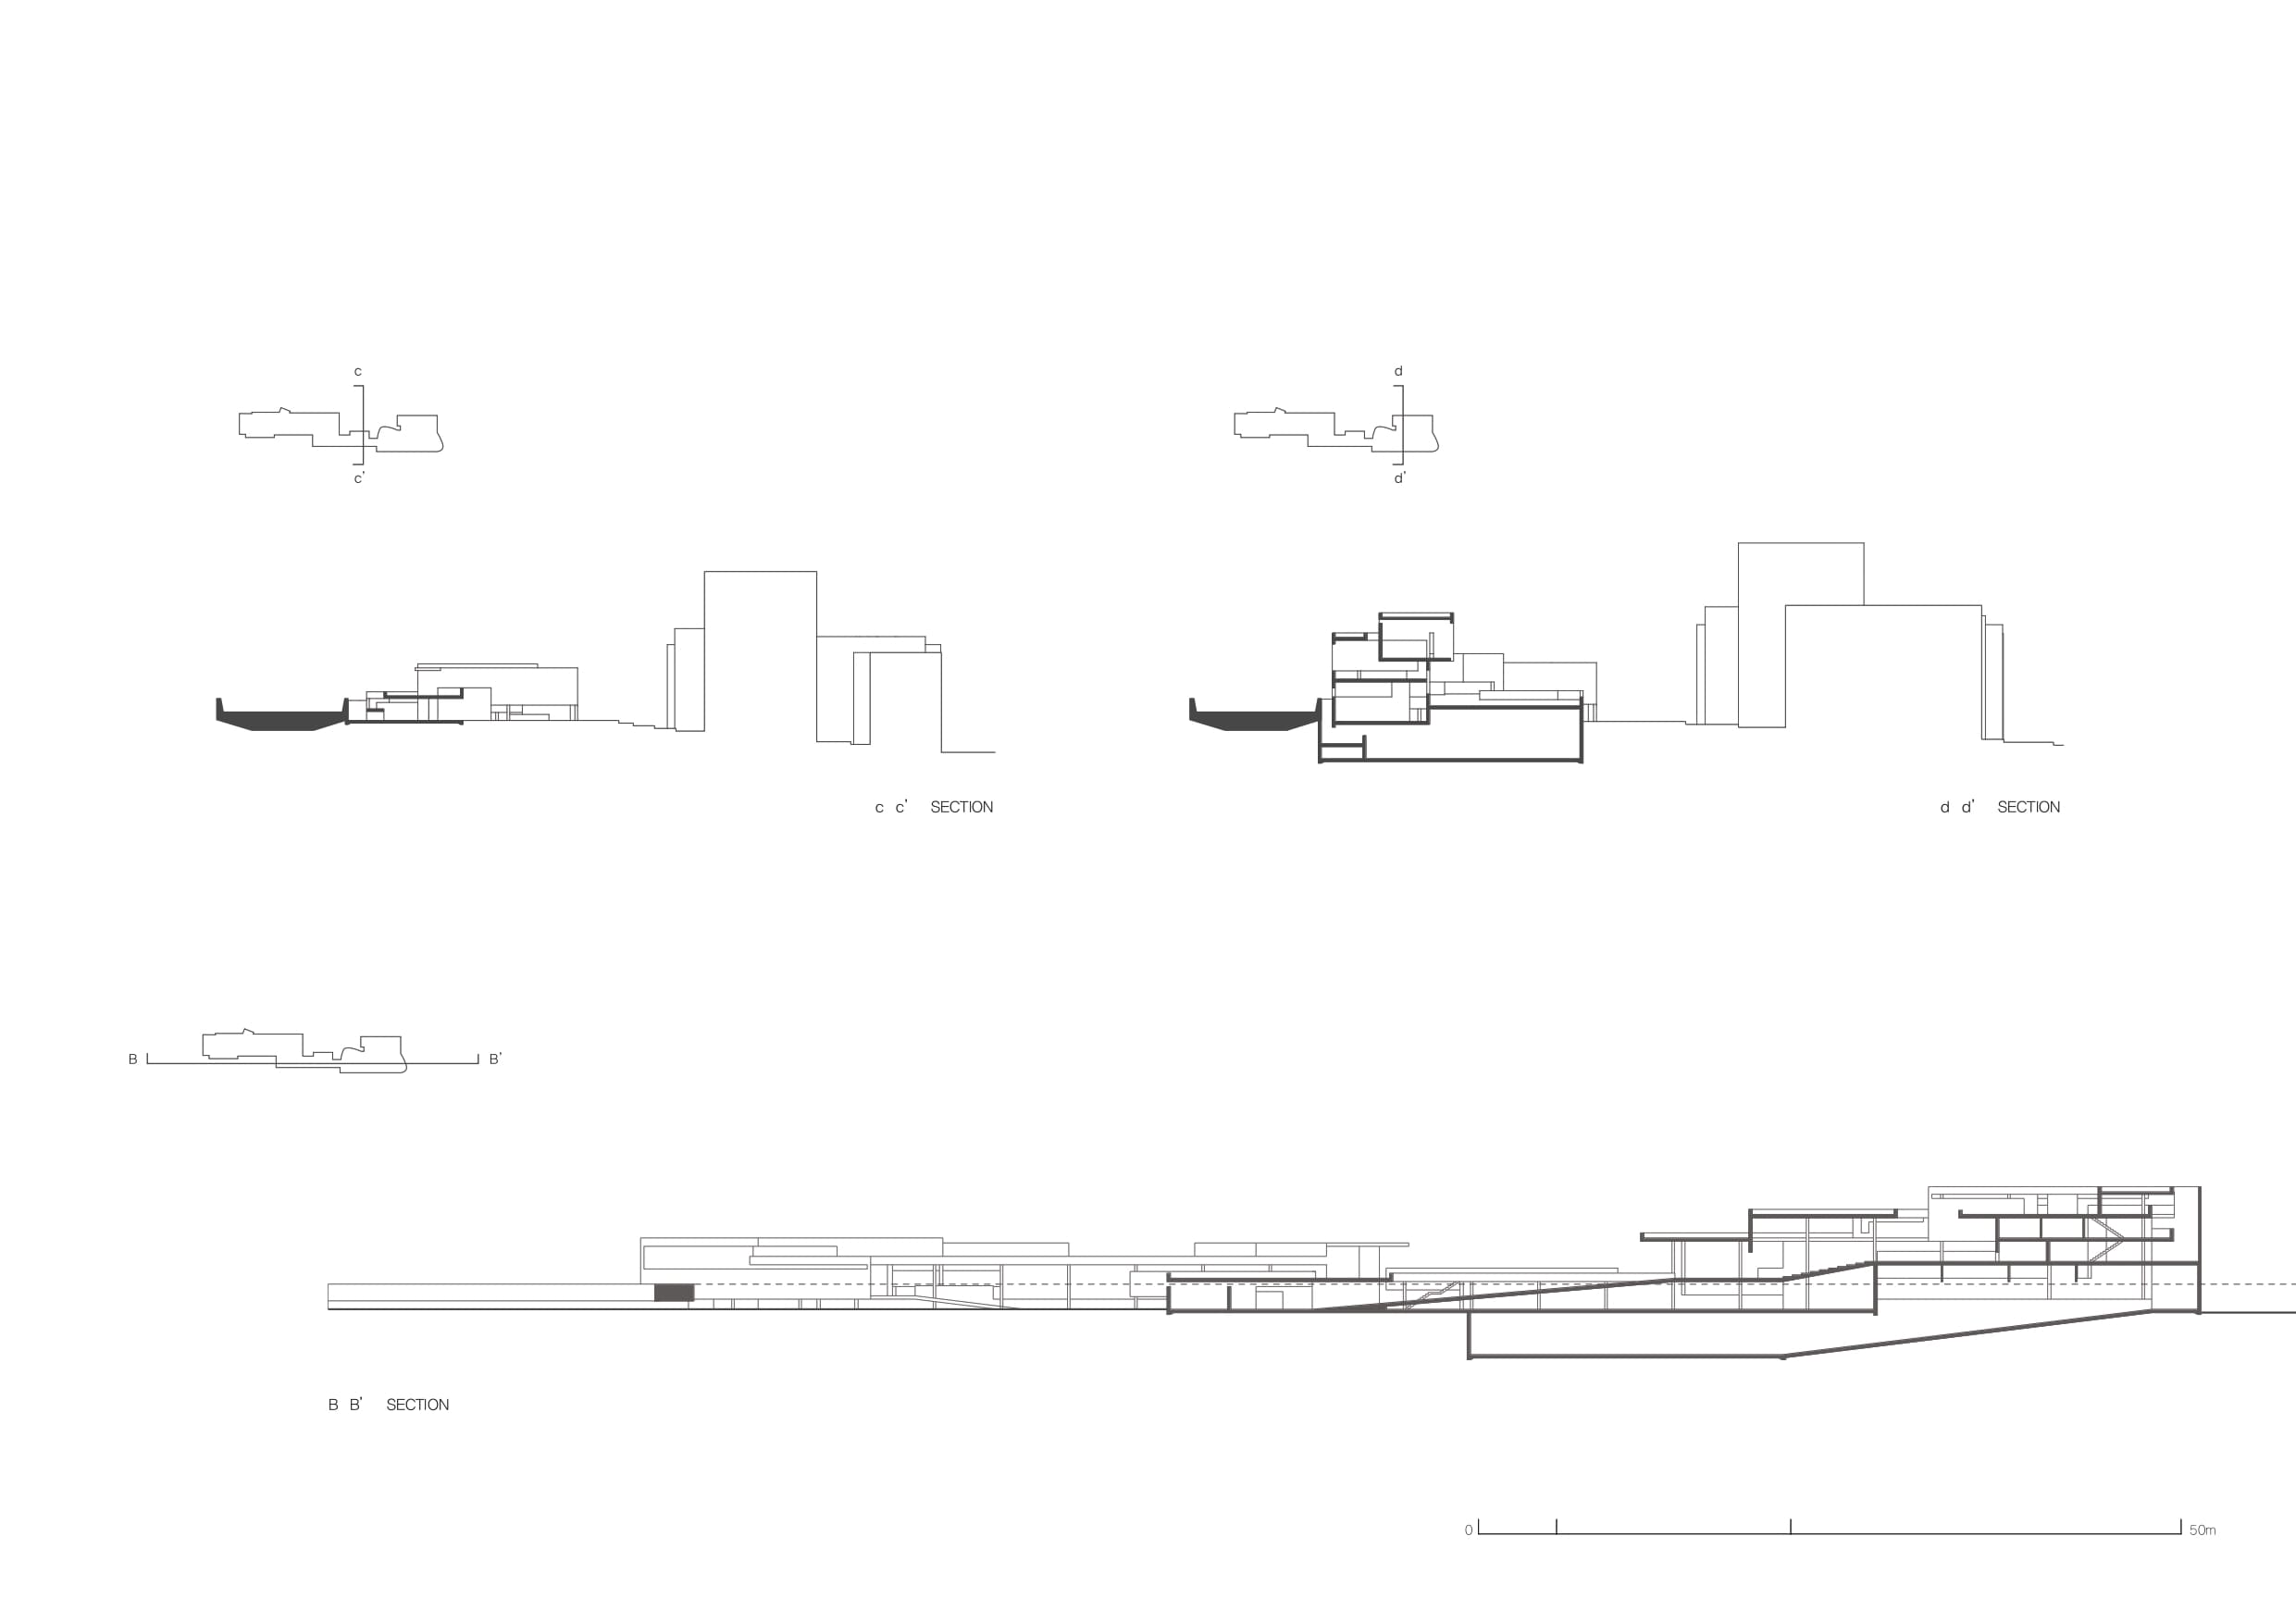 c
d
c'
d'
c c' SECTION
d d' SECTION
B B'
B B' SECTION
0 50m